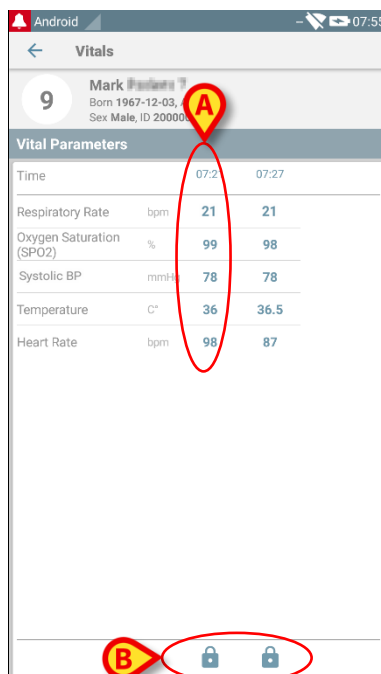 Android 07:55
Vitals
9
Mark
Born 1967-12-03,
Sex Male, ID
A
Vital Parameters
Time 07:27
Respiratory Rate bpm 21 21
Oxygen Saturation (SPO2) % 99 98
Systolic BP mmHg 78 78
Temperature C° 36 36.5
Heart Rate bpm 98 87
B